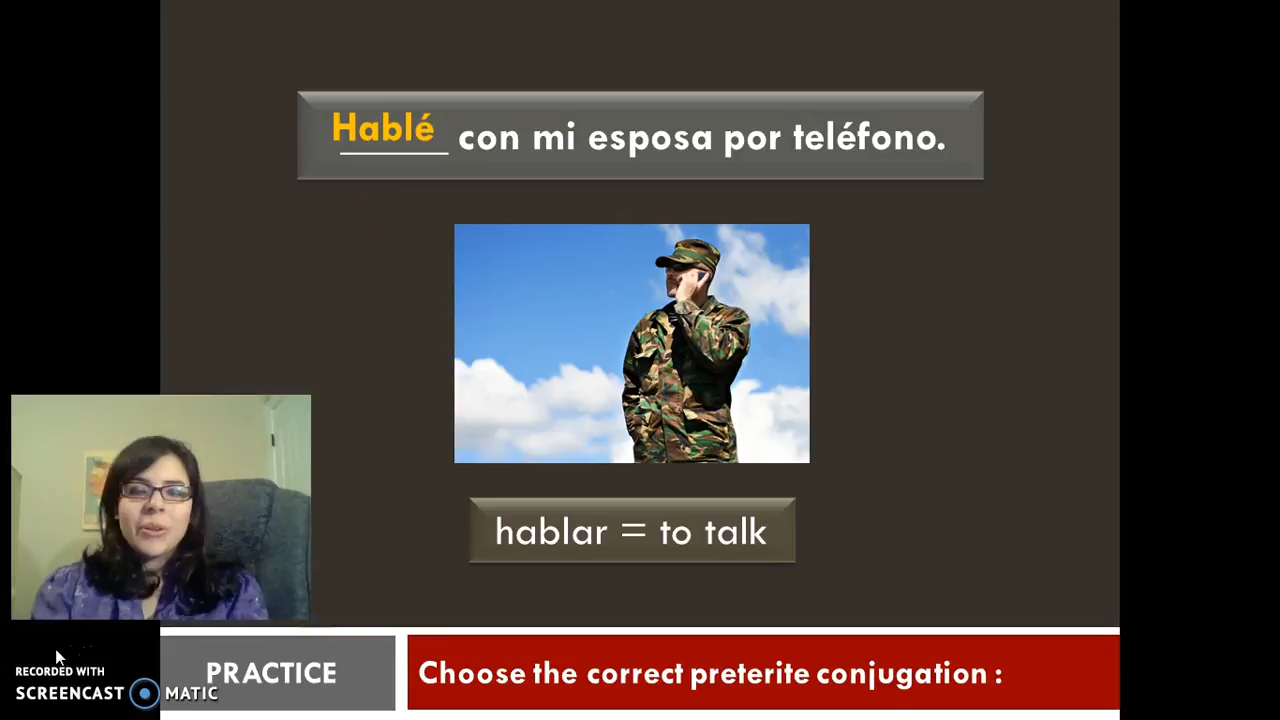 Hablé con mi esposa por teléfono.
hablar = to talk
PRACTICE
Choose the correct preterite conjugation :
RECORDED WITH
SCREENCAST MATIC